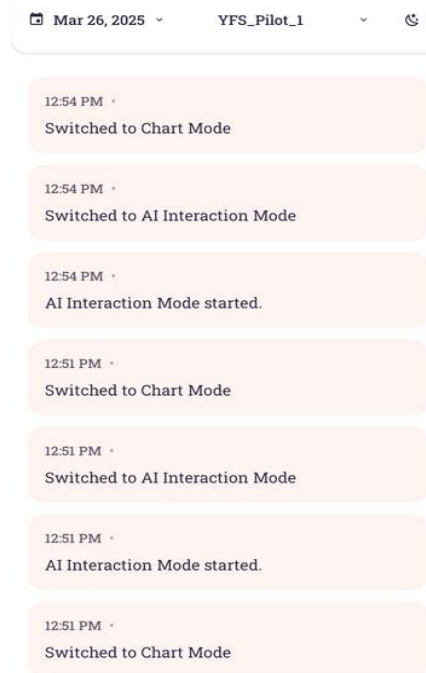 Mar 26, 2025 YFS_Pilot_1
12:54 PM •
Switched to Chart Mode
12:54 PM •
Switched to AI Interaction Mode
12:54 PM •
AI Interaction Mode started.
12:51 PM •
Switched to Chart Mode
12:51 PM •
Switched to AI Interaction Mode
12:51 PM •
AI Interaction Mode started.
12:51 PM •
Switched to Chart Mode